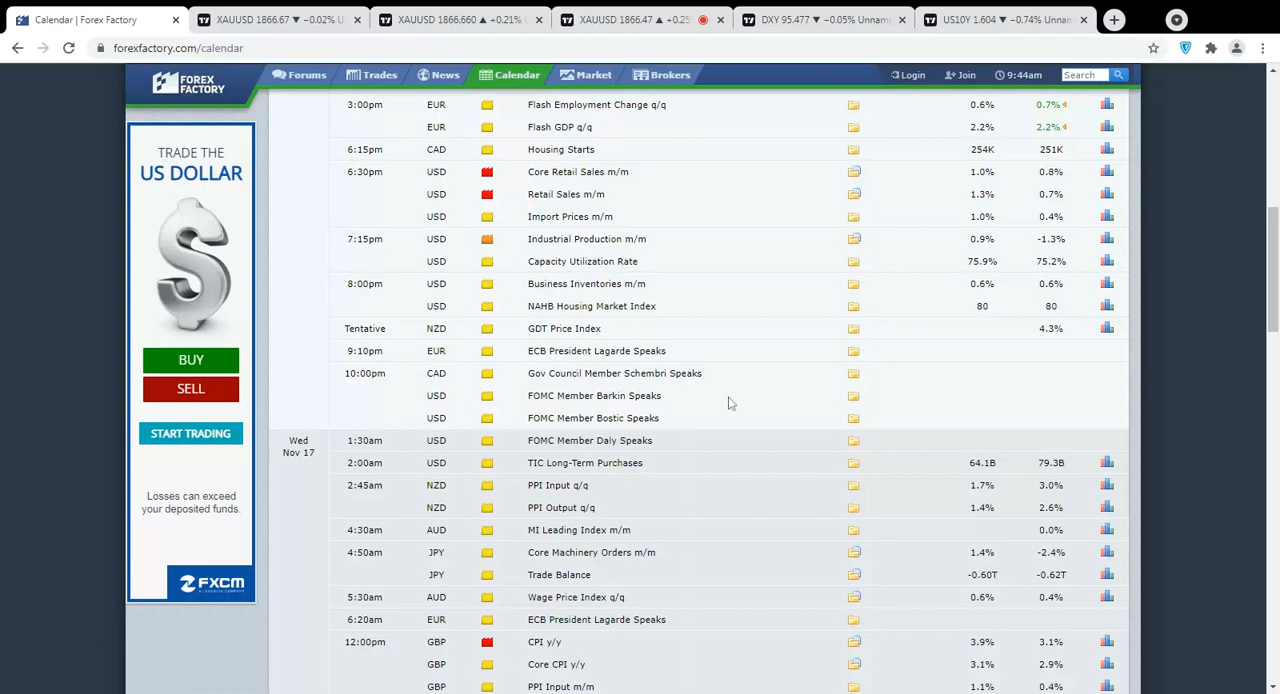 Calendar | Forex Factory
XAUUSD 1866.67 ▼ −0.02% Unna
XAUUSD 1866.660 ▲ +0.21% U
XAUUSD 1866.47 ▲ +0.25
DXY 95.477 ▼ −0.05% Unnam
US10Y 1.604 ▼ −0.74% Unnam
forexfactory.com/calendar
FOREX
FACTORY
Forums Trades News Calendar Market Brokers Login Join 9:44am Search
TRADE THE
US DOLLAR
BUY
SELL
START TRADING
Losses can exceed
your deposited funds.
FXCM
3:00pm EUR Flash Employment Change q/q 0.6% 0.7%
EUR Flash GDP q/q 2.2% 2.2%
6:15pm CAD Housing Starts 254K 251K
6:30pm USD Core Retail Sales m/m 1.0% 0.8%
USD Retail Sales m/m 1.3% 0.7%
USD Import Prices m/m 1.0% 0.4%
7:15pm USD Industrial Production m/m 0.9% -1.3%
USD Capacity Utilization Rate 75.9% 75.2%
8:00pm USD Business Inventories m/m 0.6% 0.6%
USD NAHB Housing Market Index 80 80
Tentative NZD GDT Price Index 4.3%
9:10pm EUR ECB President Lagarde Speaks
10:00pm CAD Gov Council Member Schembri Speaks
USD FOMC Member Barkin Speaks
USD FOMC Member Bostic Speaks
Wed
Nov 17
1:30am USD FOMC Member Daly Speaks
2:00am USD TIC Long-Term Purchases 64.1B 79.3B
2:45am NZD PPI Input q/q 1.7% 3.0%
NZD PPI Output q/q 1.4% 2.6%
4:30am AUD MI Leading Index m/m 0.0%
4:50am JPY Core Machinery Orders m/m 1.4% -2.4%
JPY Trade Balance -0.60T -0.62T
5:30am AUD Wage Price Index q/q 0.6% 0.4%
6:20am EUR ECB President Lagarde Speaks
12:00pm GBP CPI y/y 3.9% 3.1%
GBP Core CPI y/y 3.1% 2.9%
GBP PPI Input m/m 1.1% 0.4%